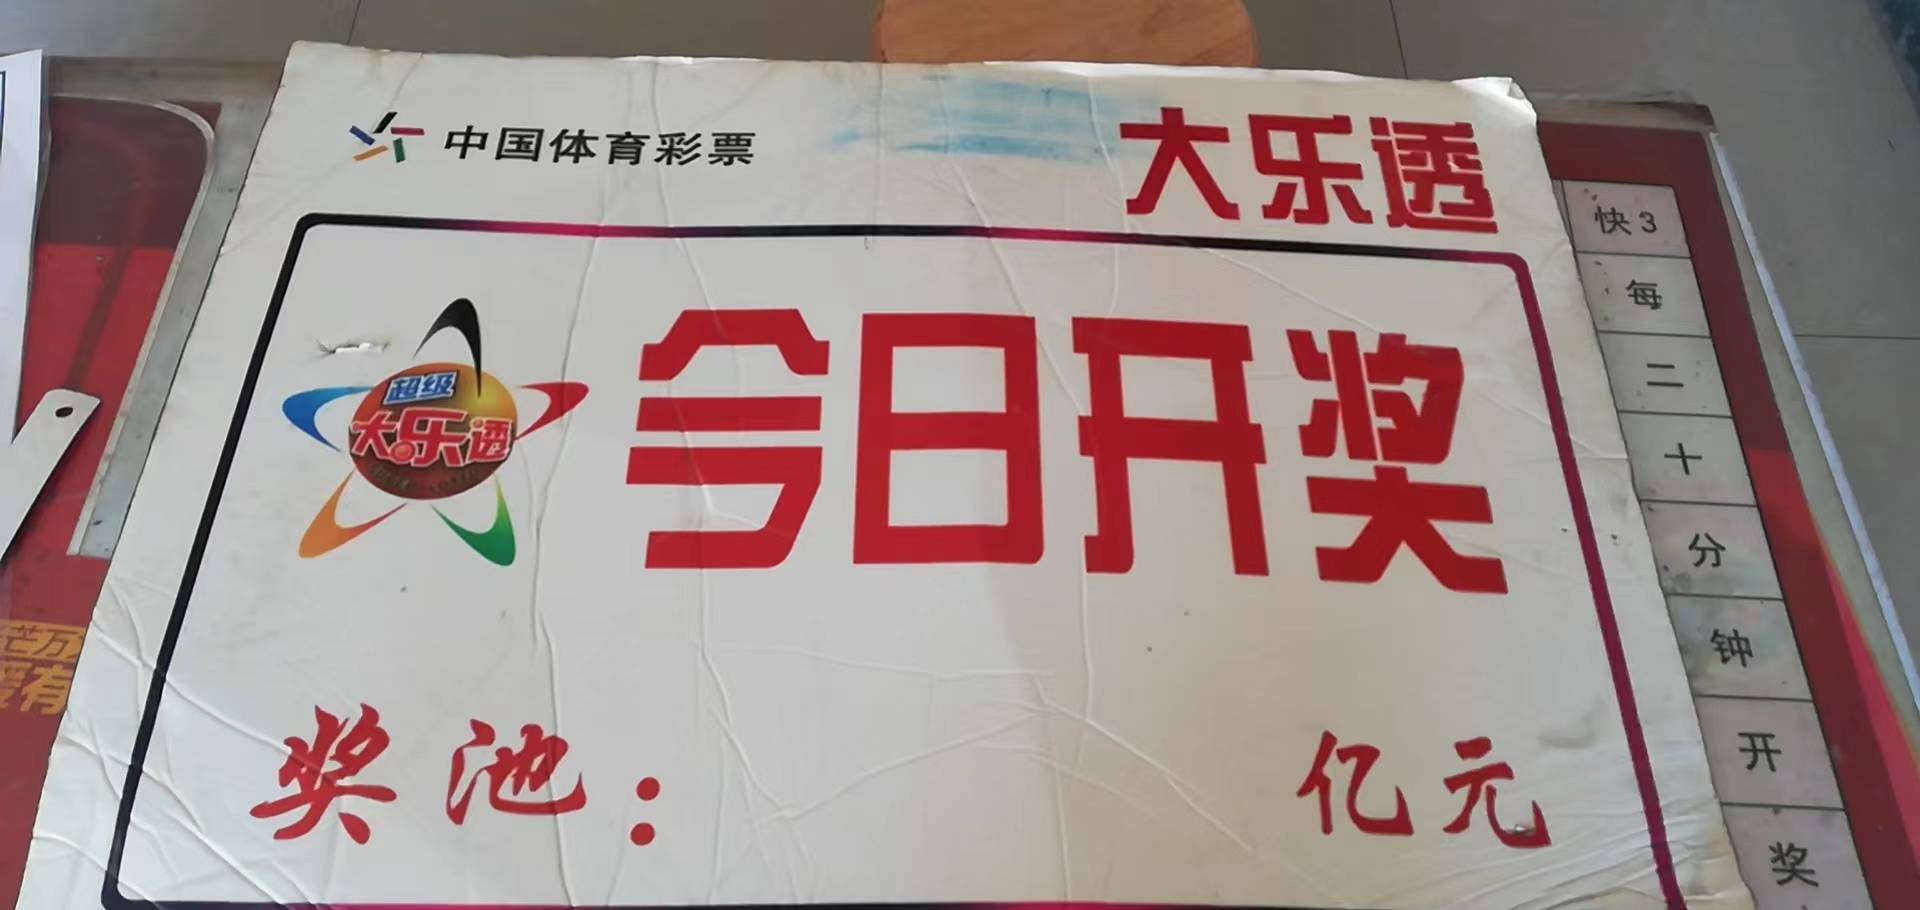 中国体育彩票
大乐透
超级
大乐透
今日开奖
奖池：
亿元
快3
每
二
十
分
钟
开
奖